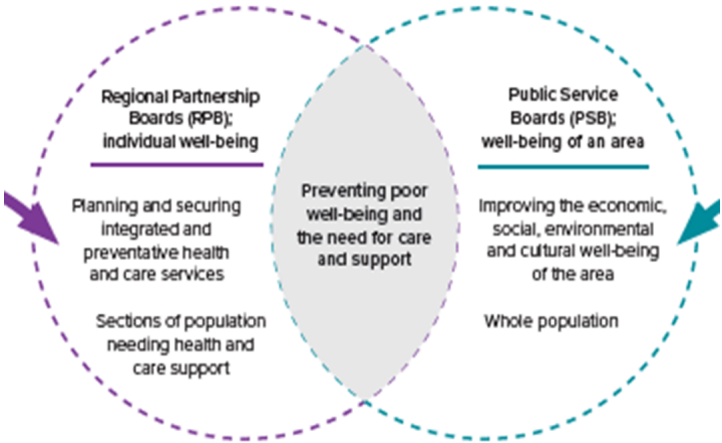 Regional Partnership
Boards (RPB);
individual well-being
Planning and securing
integrated and
preventative health
and care services
Sections of population
needing health and
care support
Preventing poor
well-being and
the need for care
and support
Public Service
Boards (PSB);
well-being of an area
Improving the economic,
social, environmental
and cultural well-being
of the area
Whole population